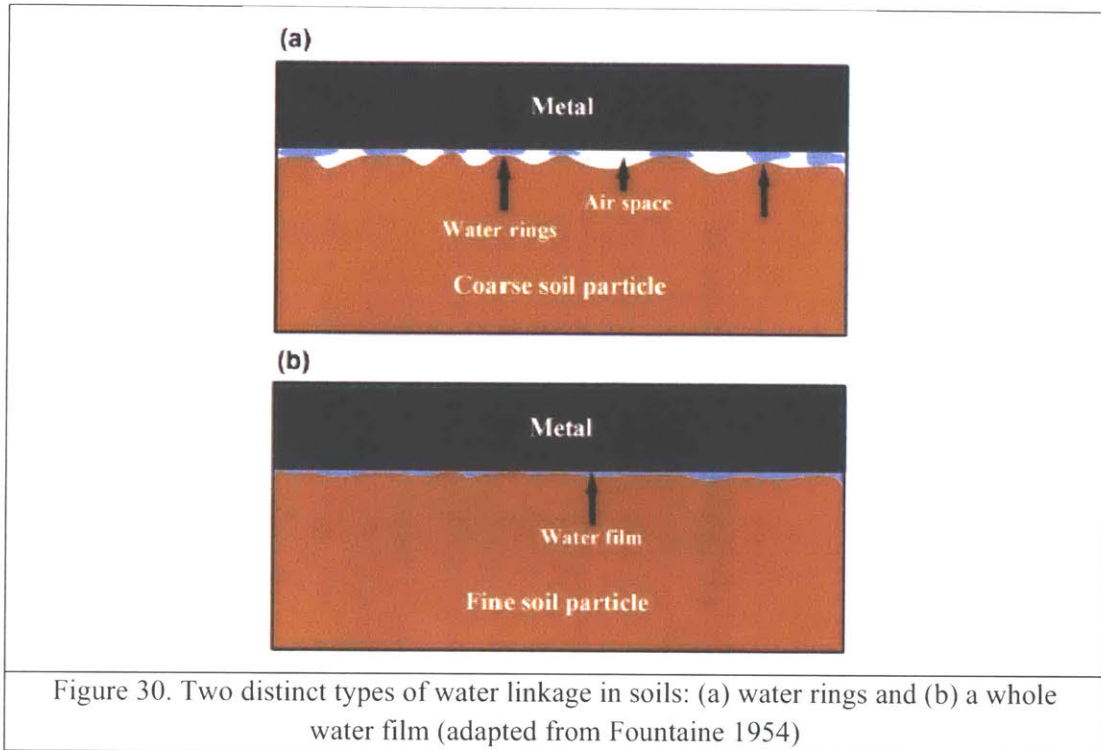 (a)
Metal
Air space
Water rings
Coarse soil particle
(b)
Metal
Water film
Fine soil particle
Figure 30. Two distinct types of water linkage in soils: (a) water rings and (b) a whole
water film (adapted from Fountaine 1954)